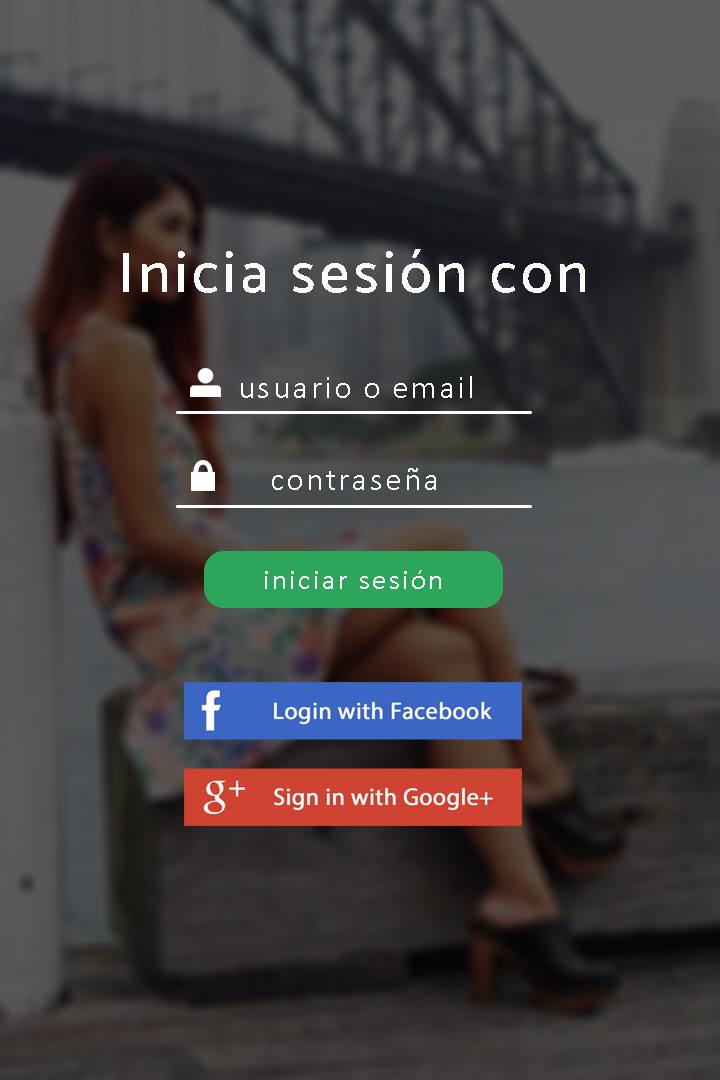 Inicia sesión con
usuario o email
contraseña
iniciar sesión
f Login with Facebook
g+ Sign in with Google+